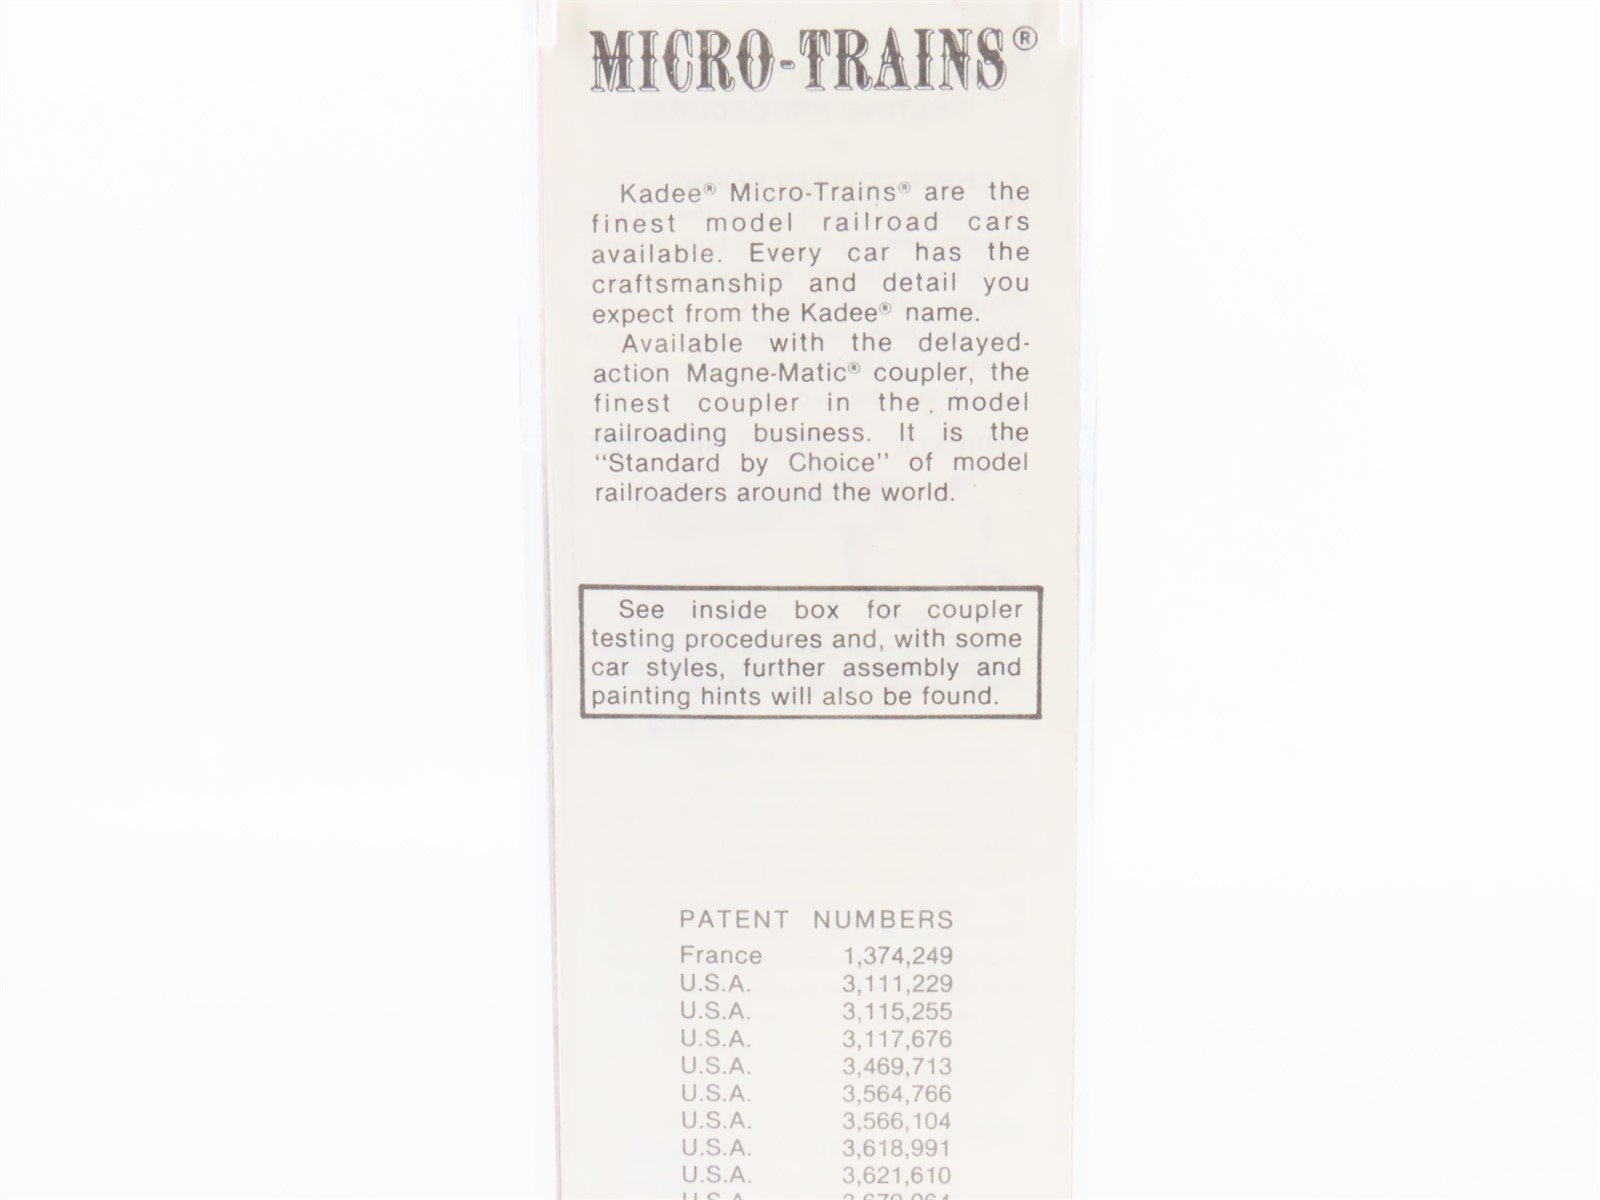 MICRO-TRAINS®
Kadee® Micro-Trains® are the
finest model railroad cars
available. Every car has the
craftsmanship and detail you
expect from the Kadee® name.
Available with the delayed-
action Magne-Matic® coupler, the
finest coupler in the model
railroading business. It is the
"Standard by Choice" of model
railroaders around the world.
See inside box for coupler
testing procedures and, with some
car styles, further assembly and
painting hints will also be found.
PATENT NUMBERS
France 1,374,249
U.S.A. 3,111,229
U.S.A. 3,115,255
U.S.A. 3,117,676
U.S.A. 3,469,713
U.S.A. 3,564,766
U.S.A. 3,566,104
U.S.A. 3,618,991
U.S.A. 3,621,610
U.S.A.